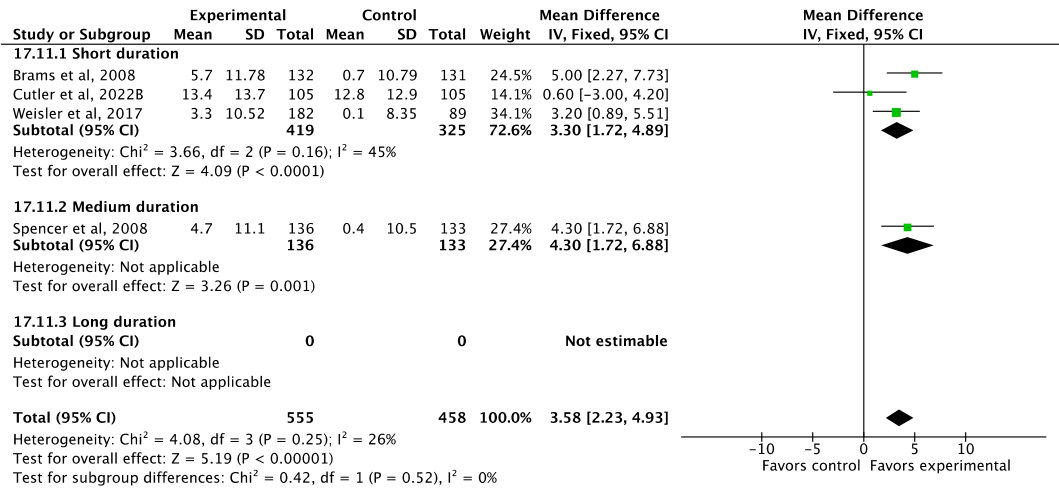 Experimental Control Mean Difference Mean Difference
Study or Subgroup Mean SD Total Mean SD Total Weight IV, Fixed, 95% CI IV, Fixed, 95% CI
17.11.1 Short duration
Brams et al, 2008 5.7 11.78 132 0.7 10.79 131 24.5% 5.00 [2.27, 7.73]
Cutler et al, 2022B 13.4 13.7 105 12.8 12.9 105 14.1% 0.60 [−3.00, 4.20]
Weisler et al, 2017 3.3 10.52 182 0.1 8.35 89 34.1% 3.20 [0.89, 5.51]
Subtotal (95% CI) 419 325 72.6% 3.30 [1.72, 4.89]
Heterogeneity: Chi² = 3.66, df = 2 (P = 0.16); I² = 45%
Test for overall effect: Z = 4.09 (P < 0.0001)
17.11.2 Medium duration
Spencer et al, 2008 4.7 11.1 136 0.4 10.5 133 27.4% 4.30 [1.72, 6.88]
Subtotal (95% CI) 136 133 27.4% 4.30 [1.72, 6.88]
Heterogeneity: Not applicable
Test for overall effect: Z = 3.26 (P = 0.001)
17.11.3 Long duration
Subtotal (95% CI) 0 0 Not estimable
Heterogeneity: Not applicable
Test for overall effect: Not applicable
Total (95% CI) 555 458 100.0% 3.58 [2.23, 4.93]
Heterogeneity: Chi² = 4.08, df = 3 (P = 0.25); I² = 26%
Test for overall effect: Z = 5.19 (P < 0.00001)
Test for subgroup differences: Chi² = 0.42, df = 1 (P = 0.52), I² = 0%
−10 −5 0 5 10
Favors control Favors experimental